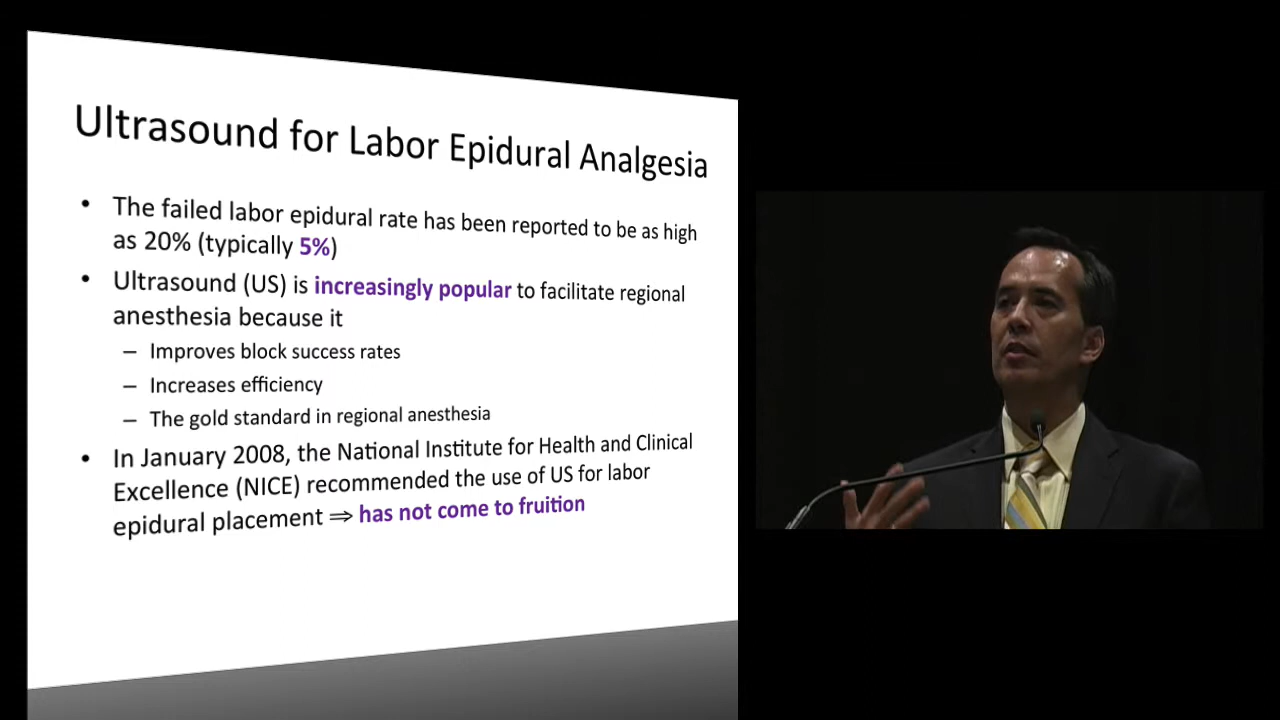 Ultrasound for Labor Epidural Analgesia
• The failed labor epidural rate has been reported to be as high
as 20% (typically 5%)
• Ultrasound (US) is increasingly popular to facilitate regional
anesthesia because it
– Improves block success rates
– Increases efficiency
– The gold standard in regional anesthesia
• In January 2008, the National Institute for Health and Clinical
Excellence (NICE) recommended the use of US for labor
epidural placement ⇒ has not come to fruition